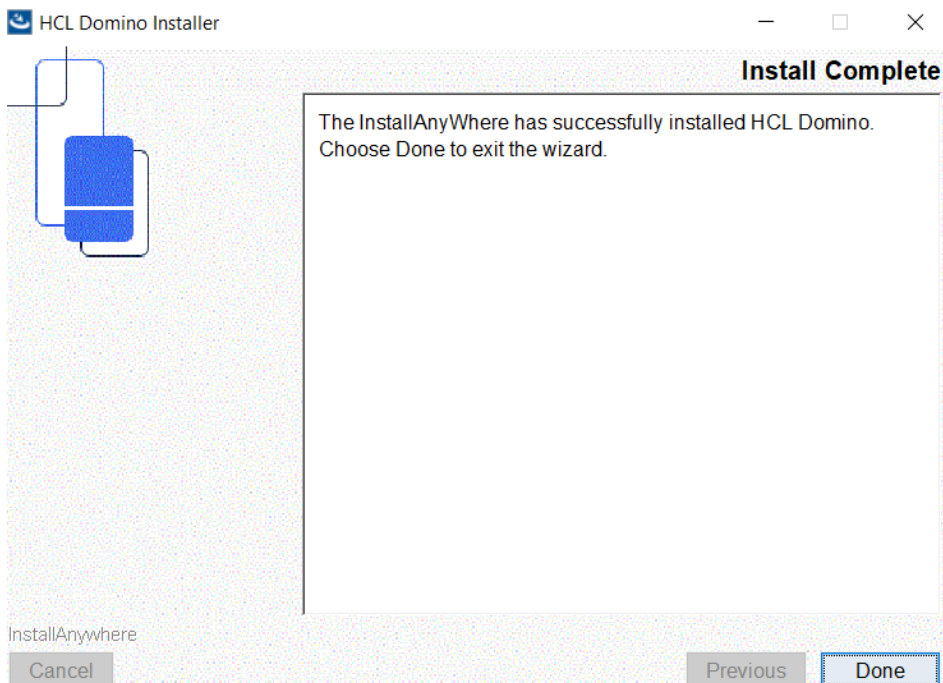 HCL Domino Installer
Install Complete
The InstallAnyWhere has successfully installed HCL Domino.
Choose Done to exit the wizard.
InstallAnywhere
Cancel
Previous
Done